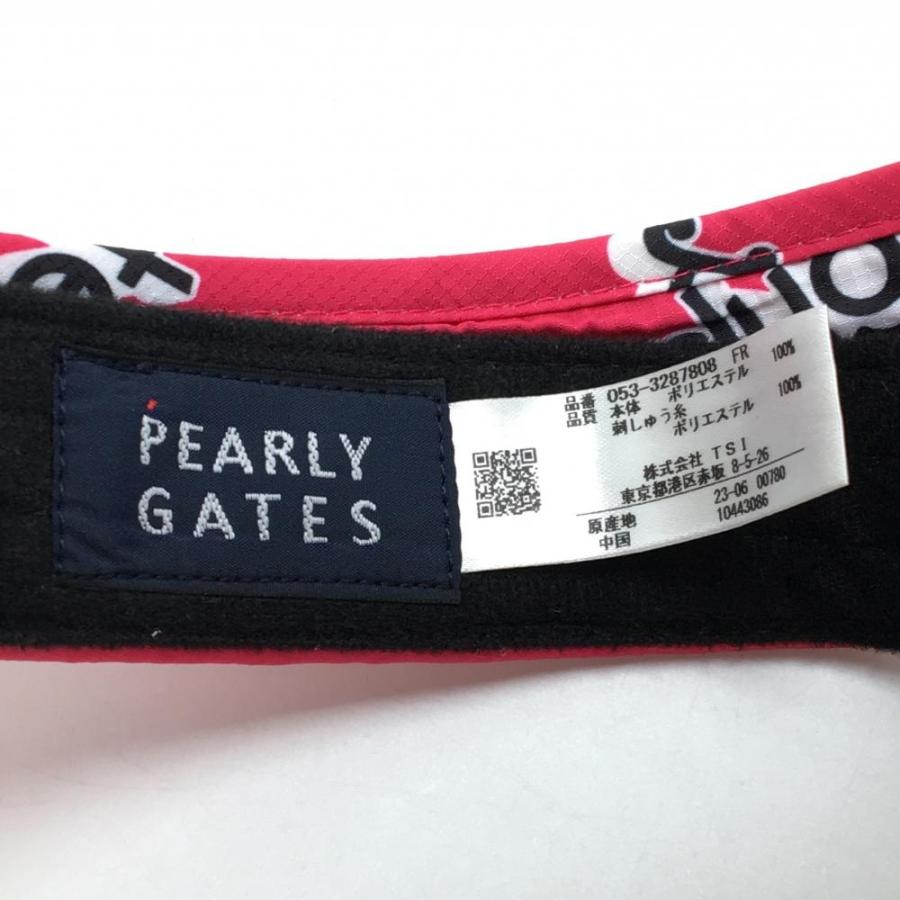 PEARLY
GATES
品番 053-3287808 FR
品質 本体 ポリエステル 100%
刺しゅう糸
ポリエステル 100%
株式会社 TSI
東京都港区赤坂 8-5-26
23-06 00780
原産地 10443086
中国